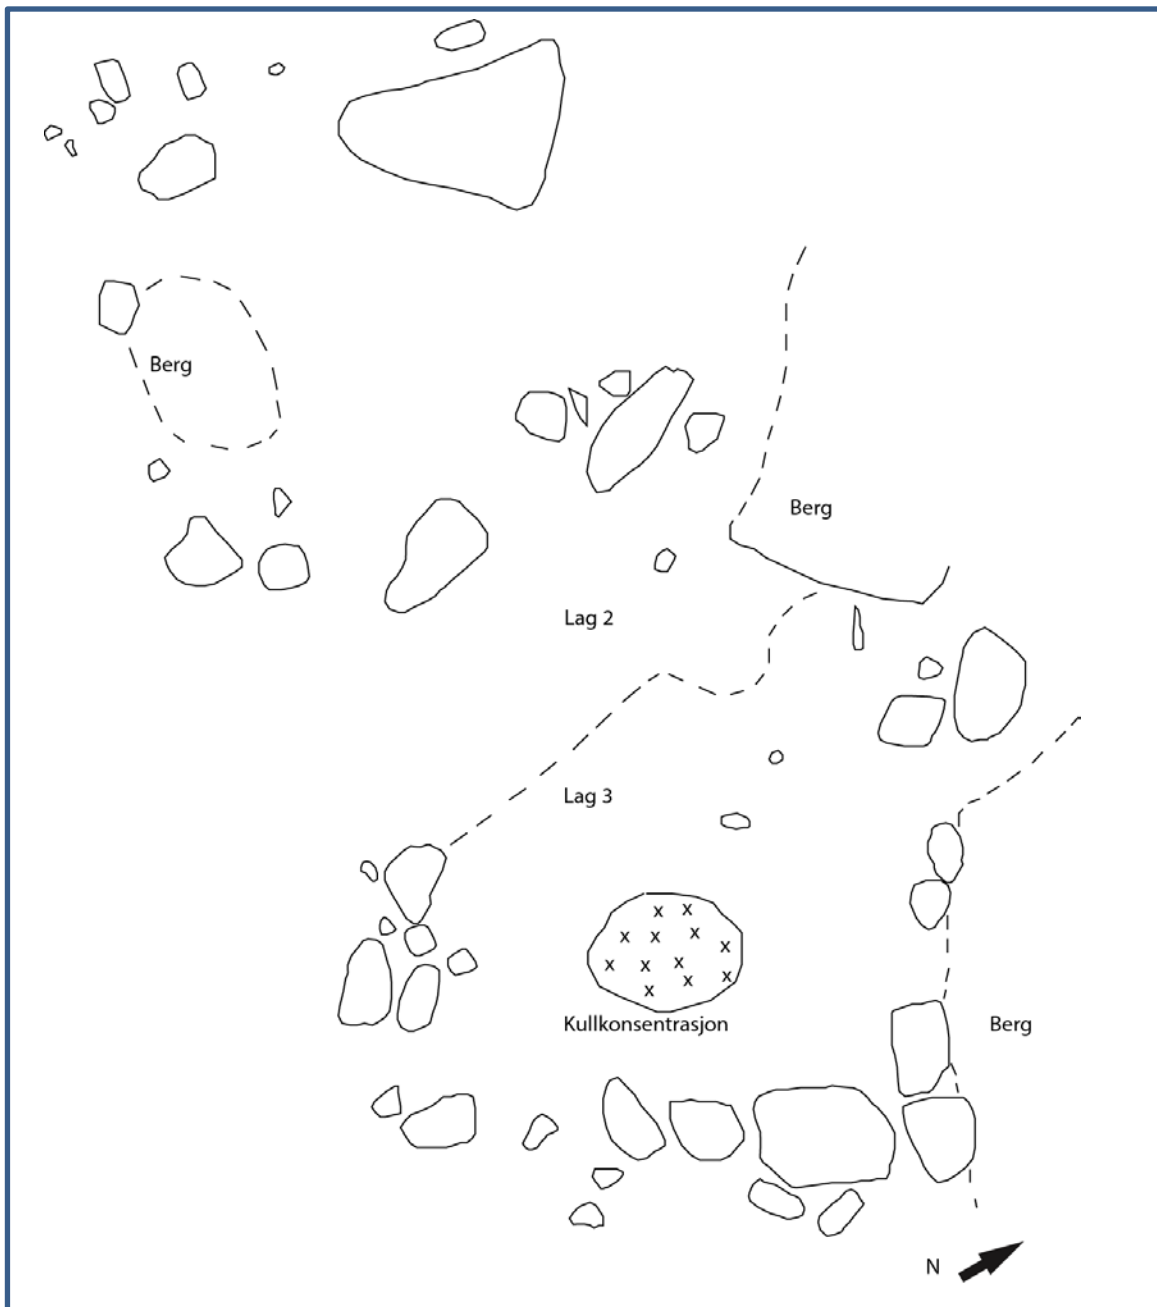 Berg
Berg
Lag 2
Lag 3
x x
x x x x
x x x x x
x
Kullkonsentrasjon
Berg
N